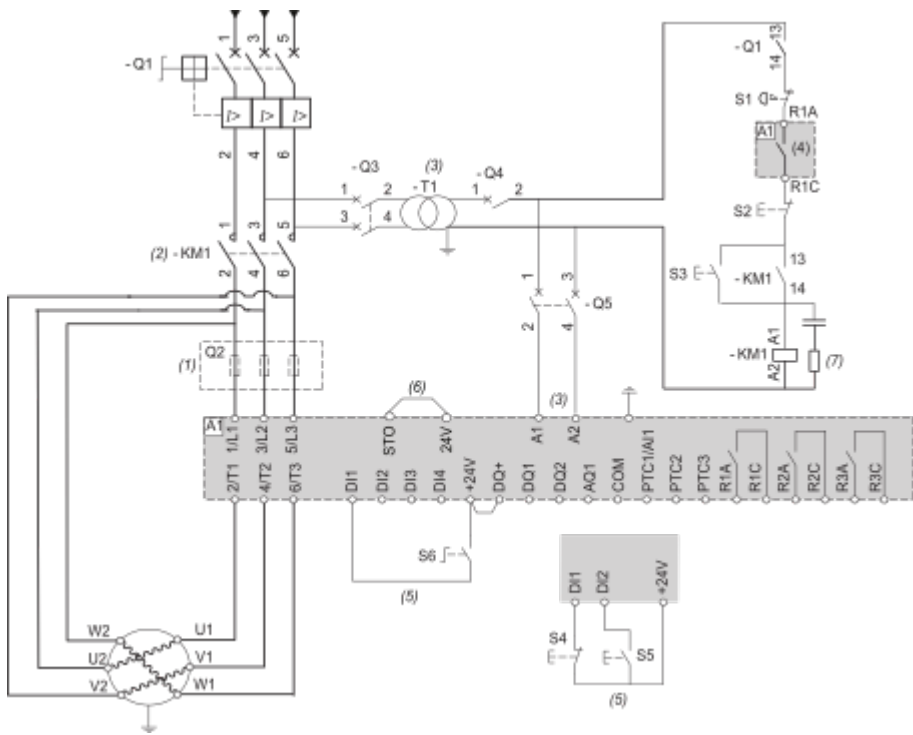 1 3 5
-Q1
I> I> I>
2 4 6
13
-Q1
14
S1
R1A
A1
(4)
R1C
S2
-Q3
(3)
-T1
-Q4
1 2
1 2
3 4
1 3 5
(2) -KM1
2 4 6
S3
13
-KM1
14
1 3
-Q5
2 4
A1
-KM1
A2
(7)
(1)
Q2
(6)
(3)
A1
1/L1 3/L2 5/L3 STO 24V A1 A2
2/T1 4/T2 6/T3 DI1 DI2 DI3 DI4 +24V DQ+ DQ1 DQ2 AQ1 COM PTC1/AI1 PTC2 PTC3 R1A R1C R2A R2C R3A R3C
S6
(5)
DI1 DI2 +24V
S4
S5
(5)
W2 U1
U2 V1
V2 W1